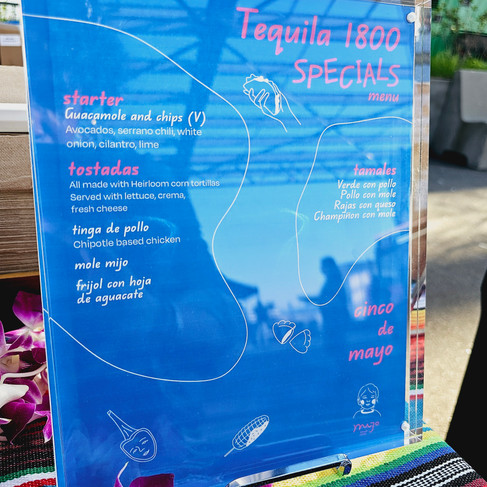 Tequila 1800
SPECIALS
menu
starter
Guacamole and chips (V)
Avocados, serrano chili, white
onion, cilantro, lime
tostadas
All made with Heirloom corn tortillas
Served with lettuce, crema,
fresh cheese
tinga de pollo
Chipotle based chicken
mole mijo
frijol con hoja
de aguacate
tamales
Verde con pollo
Pollo con mole
Rajas con queso
Champiñon con mole
cinco
de
mayo
mayo